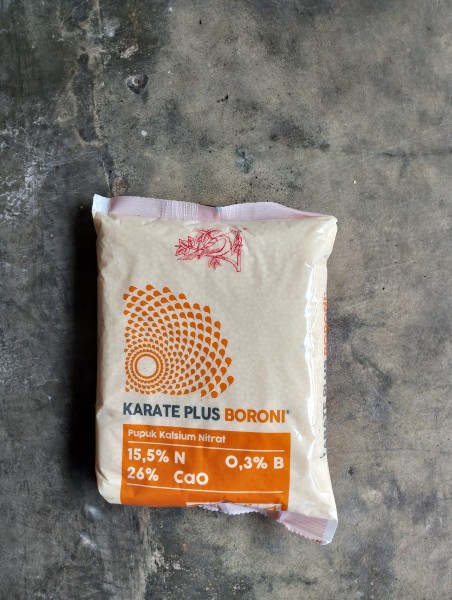 KARATE PLUS BORONI®
Pupuk Kalsium Nitrat
15,5% N 0,3% B
26% CaO